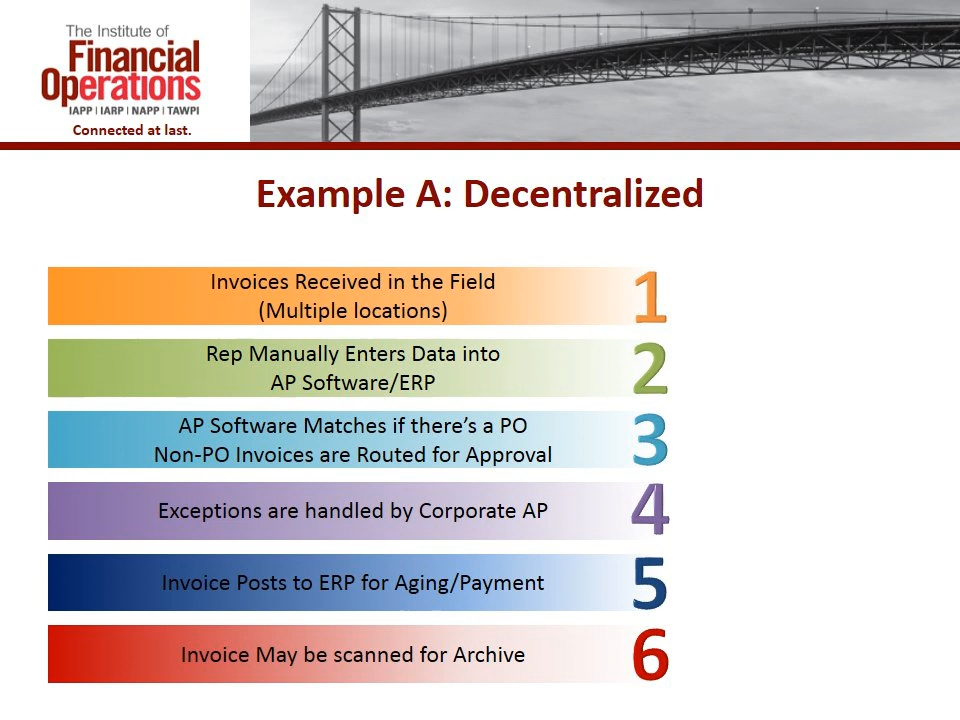 The Institute of
Financial
Operations
IAPP | IARP | NAPP | TAWPI
Connected at last.
Example A: Decentralized
Invoices Received in the Field
(Multiple locations)
1
Rep Manually Enters Data into
AP Software/ERP
2
AP Software Matches if there’s a PO
Non-PO Invoices are Routed for Approval
3
Exceptions are handled by Corporate AP
4
Invoice Posts to ERP for Aging/Payment
5
Invoice May be scanned for Archive
6